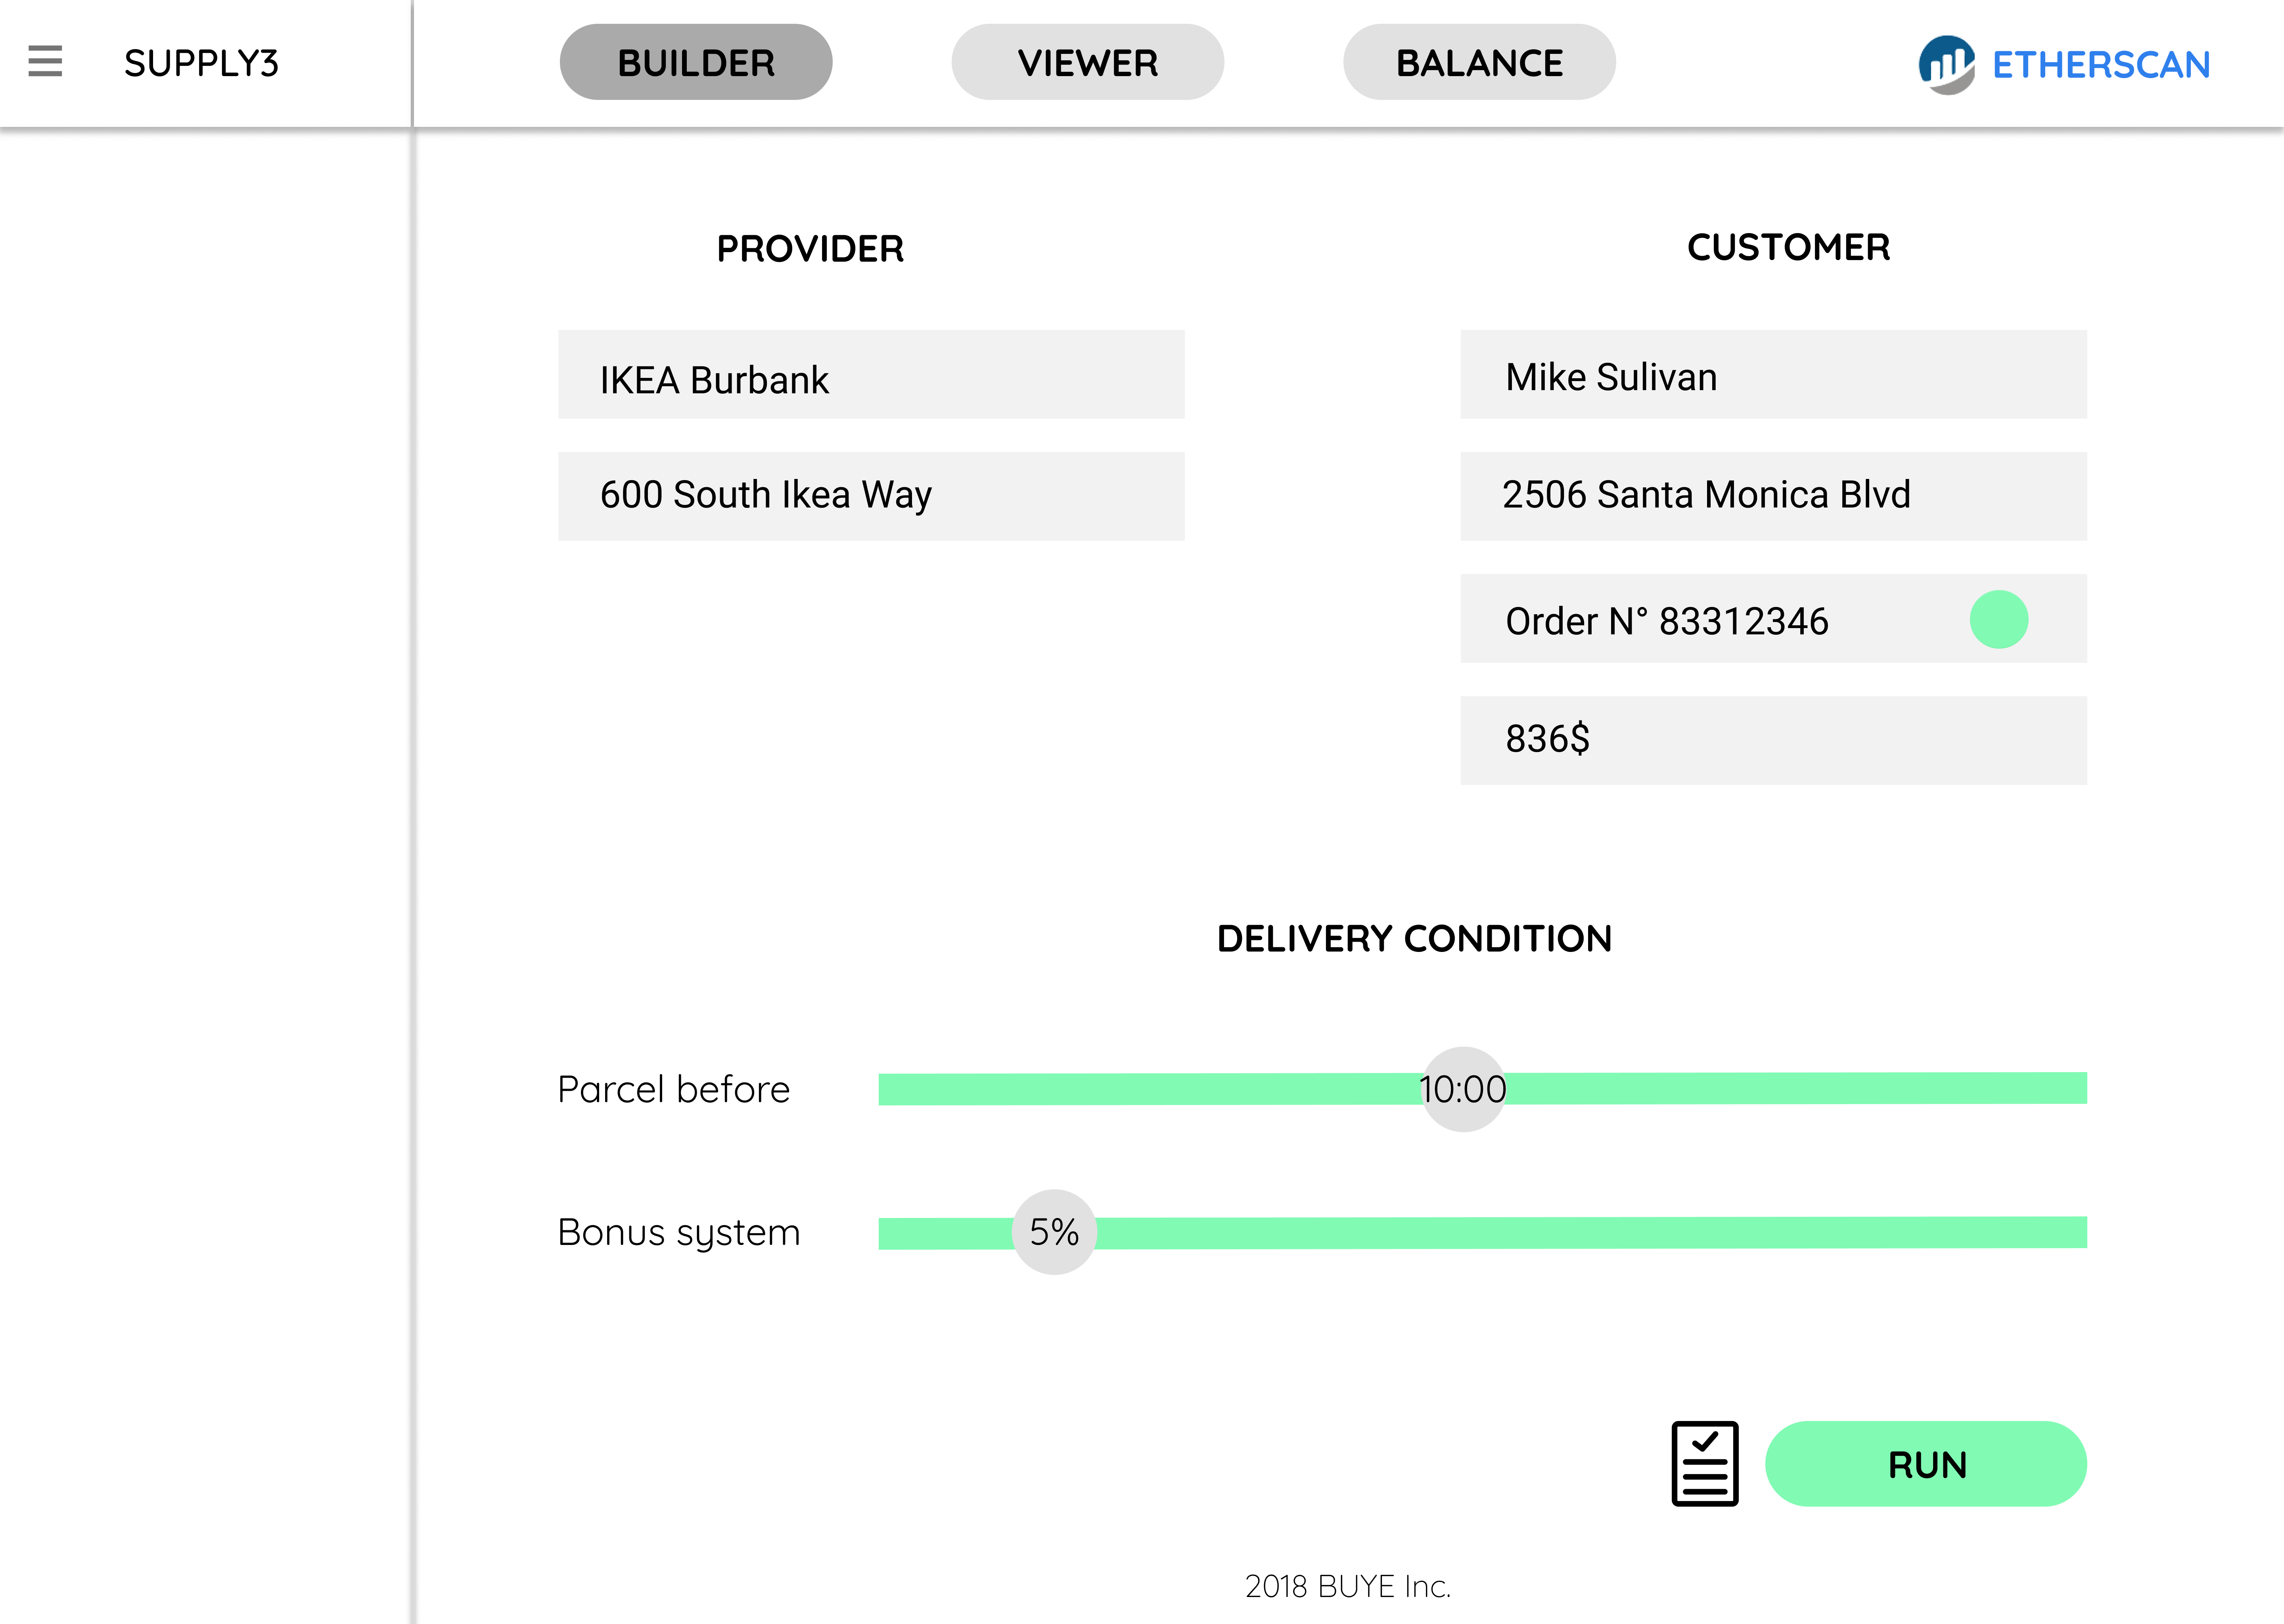 SUPPLY3
BUILDER
VIEWER
BALANCE
ETHERSCAN
PROVIDER
IKEA Burbank
600 South Ikea Way
CUSTOMER
Mike Sulivan
2506 Santa Monica Blvd
Order N° 83312346
836$
DELIVERY CONDITION
Parcel before
10:00
Bonus system
5%
RUN
2018 BUYE Inc.